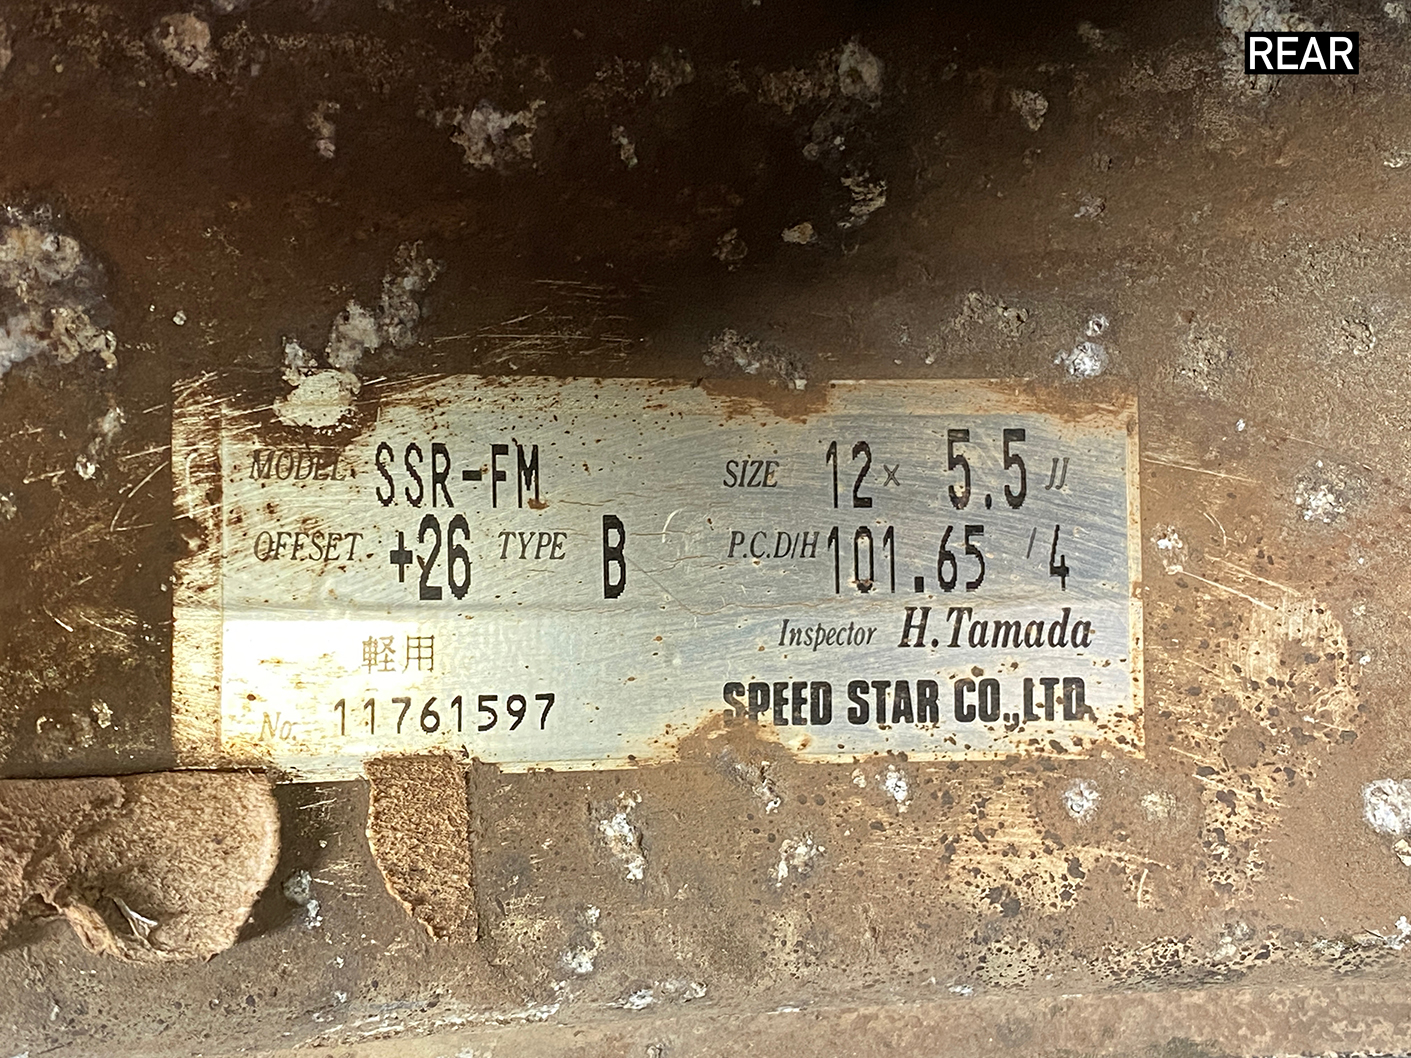 REAR
MODEL SSR-FM SIZE 12 × 5.5 JJ
OFFSET +26 TYPE B P.C.D/H 101.65 / 4
Inspector H.Tamada
軽用
No. 11761597 SPEED STAR CO.,LTD.